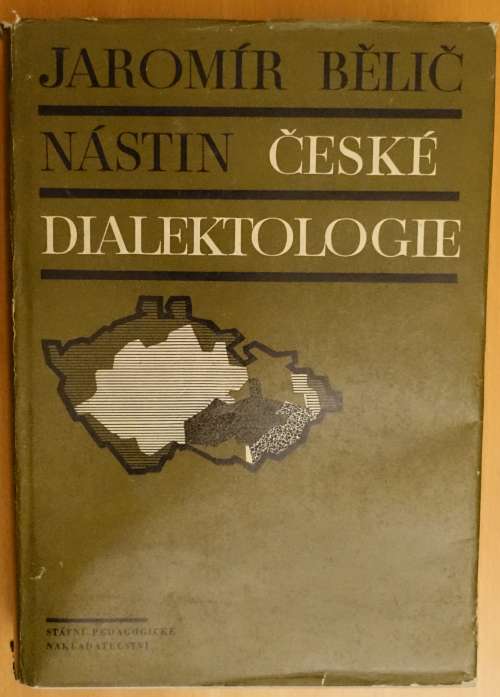 JAROMÍR BĚLIČ
NÁSTIN ČESKÉ
DIALEKTOLOGIE
STÁTNÍ PEDAGOGICKÉ
NAKLADATELSTVÍ